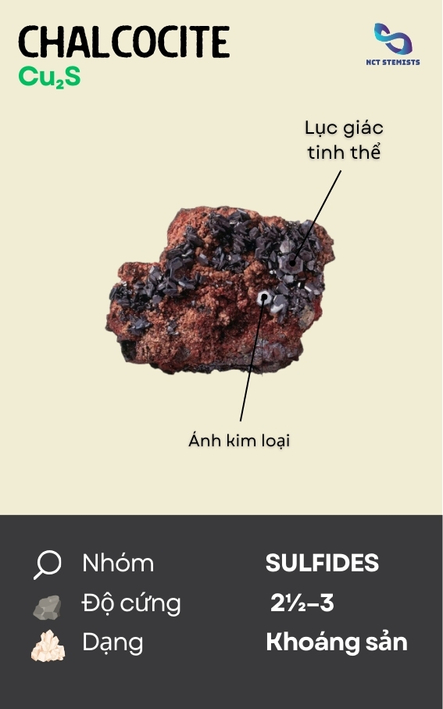 CHALCOCITE
Cu₂S
NCT STEMISTS
Lục giác
tinh thể
Ánh kim loại
Nhóm SULFIDES
Độ cứng 2½–3
Dạng Khoáng sản